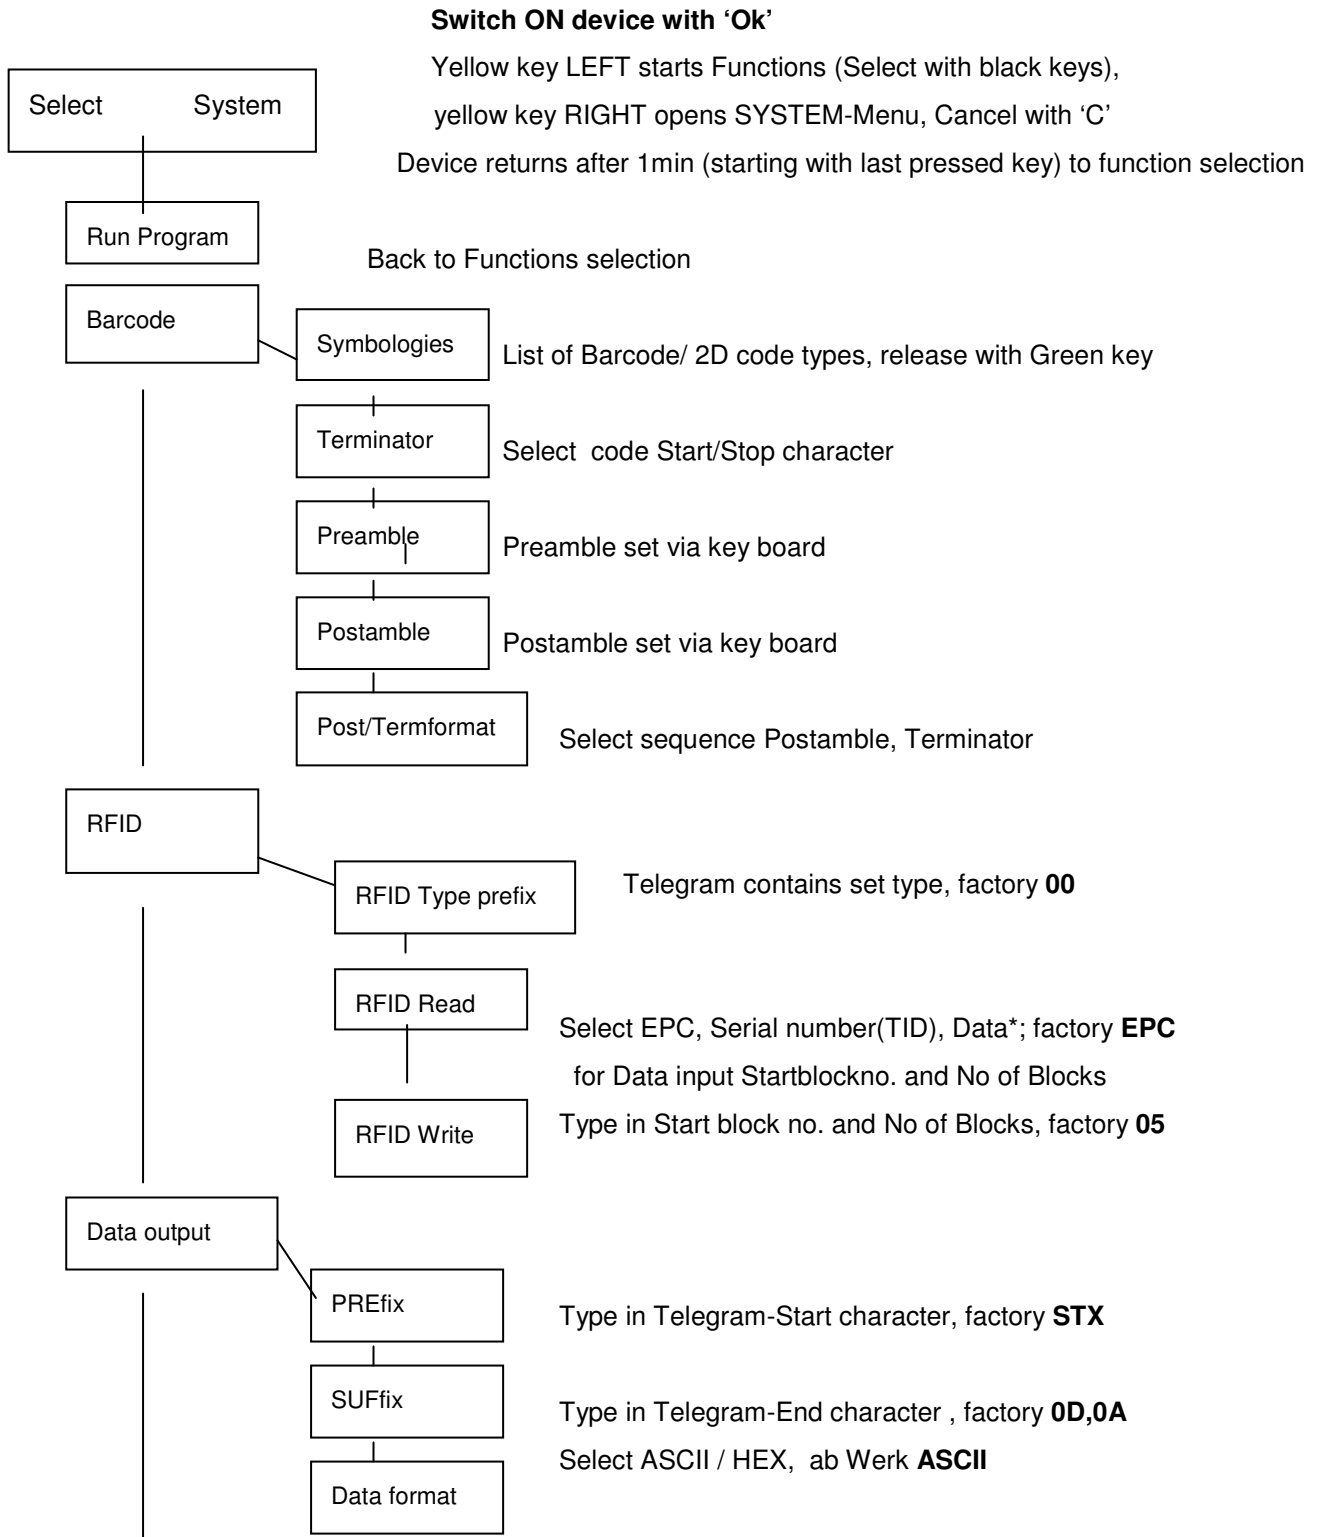 Switch ON device with ‘Ok’
Yellow key LEFT starts Functions (Select with black keys),
Select System
yellow key RIGHT opens SYSTEM-Menu, Cancel with ‘C’
Device returns after 1min (starting with last pressed key) to function selection
Run Program
Back to Functions selection
Barcode
Symbologies
List of Barcode/ 2D code types, release with Green key
Terminator
Select code Start/Stop character
Preamble
Preamble set via key board
Postamble
Postamble set via key board
Post/Termformat
Select sequence Postamble, Terminator
RFID
RFID Type prefix
Telegram contains set type, factory 00
RFID Read
Select EPC, Serial number(TID), Data*; factory EPC
for Data input Startblockno. and No of Blocks
RFID Write
Type in Start block no. and No of Blocks, factory 05
Data output
PREfix
Type in Telegram-Start character, factory STX
SUFfix
Type in Telegram-End character , factory 0D,0A
Select ASCII / HEX, ab Werk ASCII
Data format